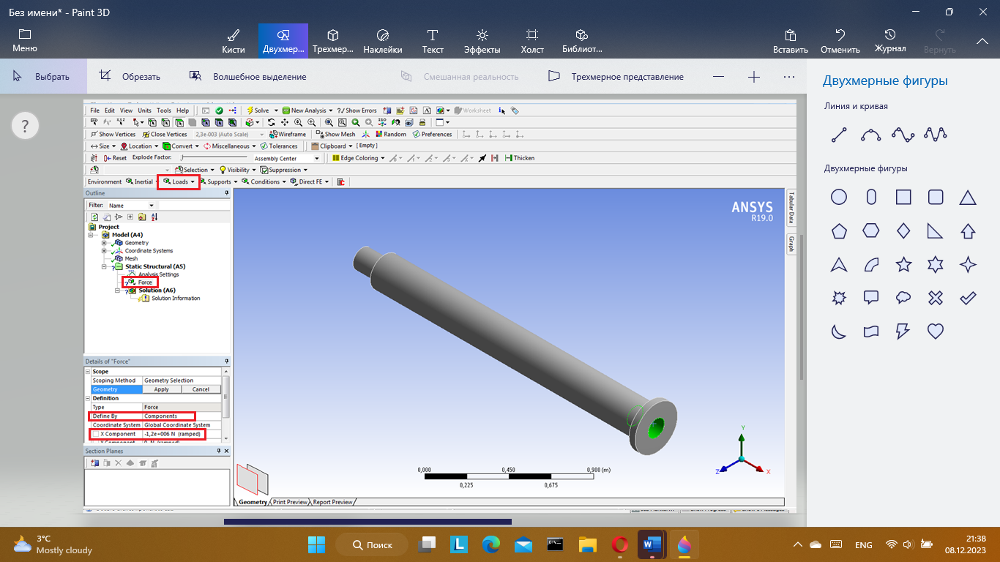 Без имени* - Paint 3D
Меню
Кисти
Двухмер...
Трехмер...
Наклейки
Текст
Эффекты
Холст
Библиот...
Вставить
Отменить
Журнал
Вернуть
Выбрать
Обрезать
Волшебное выделение
Смешанная реальность
Трехмерное представление
Двухмерные фигуры
Линия и кривая
Двухмерные фигуры
?
File Edit View Units Tools Help
Solve New Analysis ?/ Show Errors Worksheet
Show Vertices Close Vertices 2,3e-003 (Auto Scale) Wireframe Show Mesh Random Preferences
Size Location Convert Miscellaneous Tolerances Clipboard [ Empty ]
Reset Explode Factor: Assembly Center Edge Coloring Thicken
Selection Visibility Suppression
Environment Inertial Loads Supports Conditions Direct FE
Outline
Filter: Name
Project
Model (A4)
Geometry
Coordinate Systems
Mesh
Static Structural (A5)
Analysis Settings
Force
Solution (A6)
Solution Information
Details of "Force"
Scope
Scoping Method Geometry Selection
Geometry Apply Cancel
Definition
Type Force
Define By Components
Coordinate System Global Coordinate System
X Component -1,2e+006 N (ramped)
Y Component 0, N (ramped)
Section Planes
ANSYS
R19.0
Tabular Data
Graph
0,000 0,450 0,900 (m)
0,225 0,675
Y
Z X
Geometry Print Preview Report Preview
3°C
Mostly cloudy
Поиск
ENG
21:38
08.12.2023